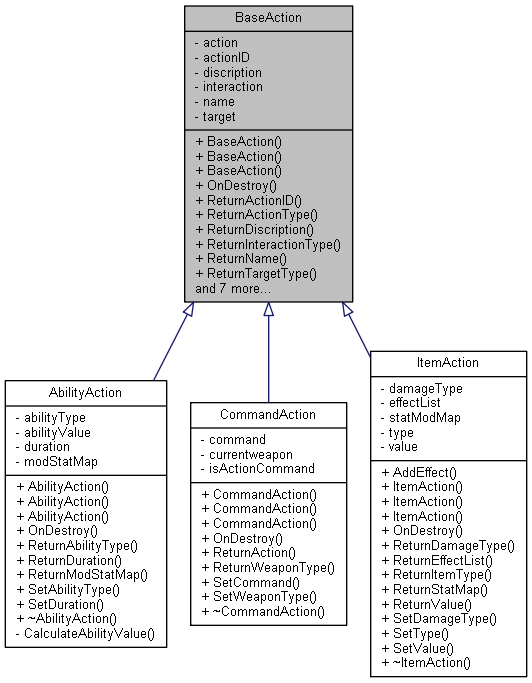 BaseAction
- action
- actionID
- discription
- interaction
- name
- target
+ BaseAction()
+ BaseAction()
+ BaseAction()
+ OnDestroy()
+ ReturnActionID()
+ ReturnActionType()
+ ReturnDiscription()
+ ReturnInteractionType()
+ ReturnName()
+ ReturnTargetType()
and 7 more...
AbilityAction
- abilityType
- abilityValue
- duration
- modStatMap
+ AbilityAction()
+ AbilityAction()
+ AbilityAction()
+ OnDestroy()
+ ReturnAbilityType()
+ ReturnDuration()
+ ReturnModStatMap()
+ SetAbilityType()
+ SetDuration()
+ ~AbilityAction()
- CalculateAbilityValue()
CommandAction
- command
- currentweapon
- isActionCommand
+ CommandAction()
+ CommandAction()
+ CommandAction()
+ OnDestroy()
+ ReturnAction()
+ ReturnWeaponType()
+ SetCommand()
+ SetWeaponType()
+ ~CommandAction()
ItemAction
- damageType
- effectList
- statModMap
- type
- value
+ AddEffect()
+ ItemAction()
+ ItemAction()
+ ItemAction()
+ OnDestroy()
+ ReturnDamageType()
+ ReturnEffectList()
+ ReturnItemType()
+ ReturnStatMap()
+ ReturnValue()
+ SetDamageType()
+ SetType()
+ SetValue()
+ ~ItemAction()